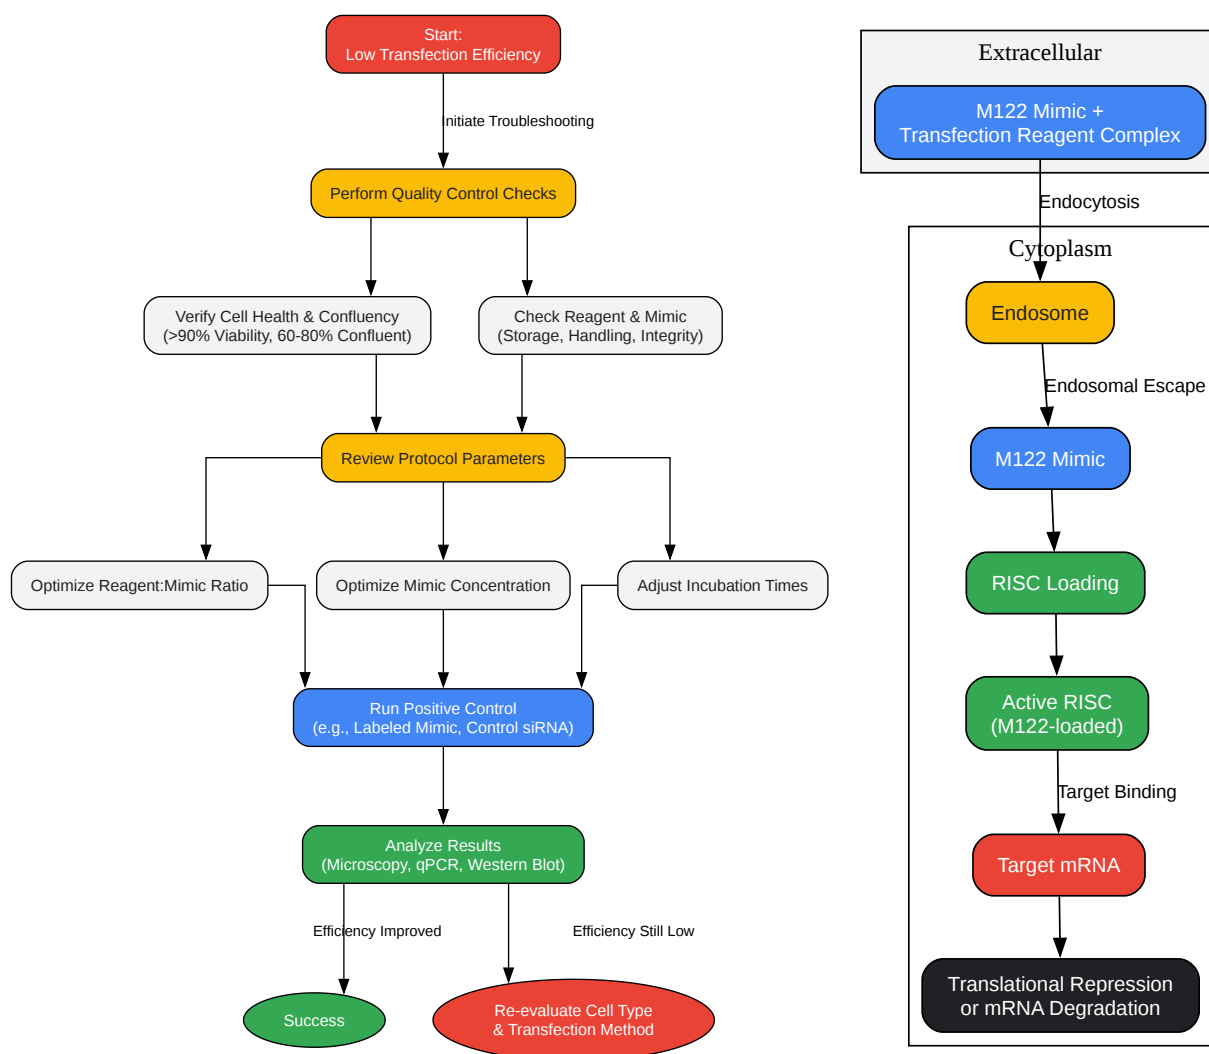 Start:
Low Transfection Efficiency
Initiate Troubleshooting
Perform Quality Control Checks
Verify Cell Health & Confluency
(>90% Viability, 60-80% Confluent)
Check Reagent & Mimic
(Storage, Handling, Integrity)
Review Protocol Parameters
Optimize Reagent:Mimic Ratio
Optimize Mimic Concentration
Adjust Incubation Times
Run Positive Control
(e.g., Labeled Mimic, Control siRNA)
Analyze Results
(Microscopy, qPCR, Western Blot)
Efficiency Improved
Efficiency Still Low
Success
Re-evaluate Cell Type
& Transfection Method
Extracellular
M122 Mimic +
Transfection Reagent Complex
Endocytosis
Cytoplasm
Endosome
Endosomal Escape
M122 Mimic
RISC Loading
Active RISC
(M122-loaded)
Target Binding
Target mRNA
Translational Repression
or mRNA Degradation